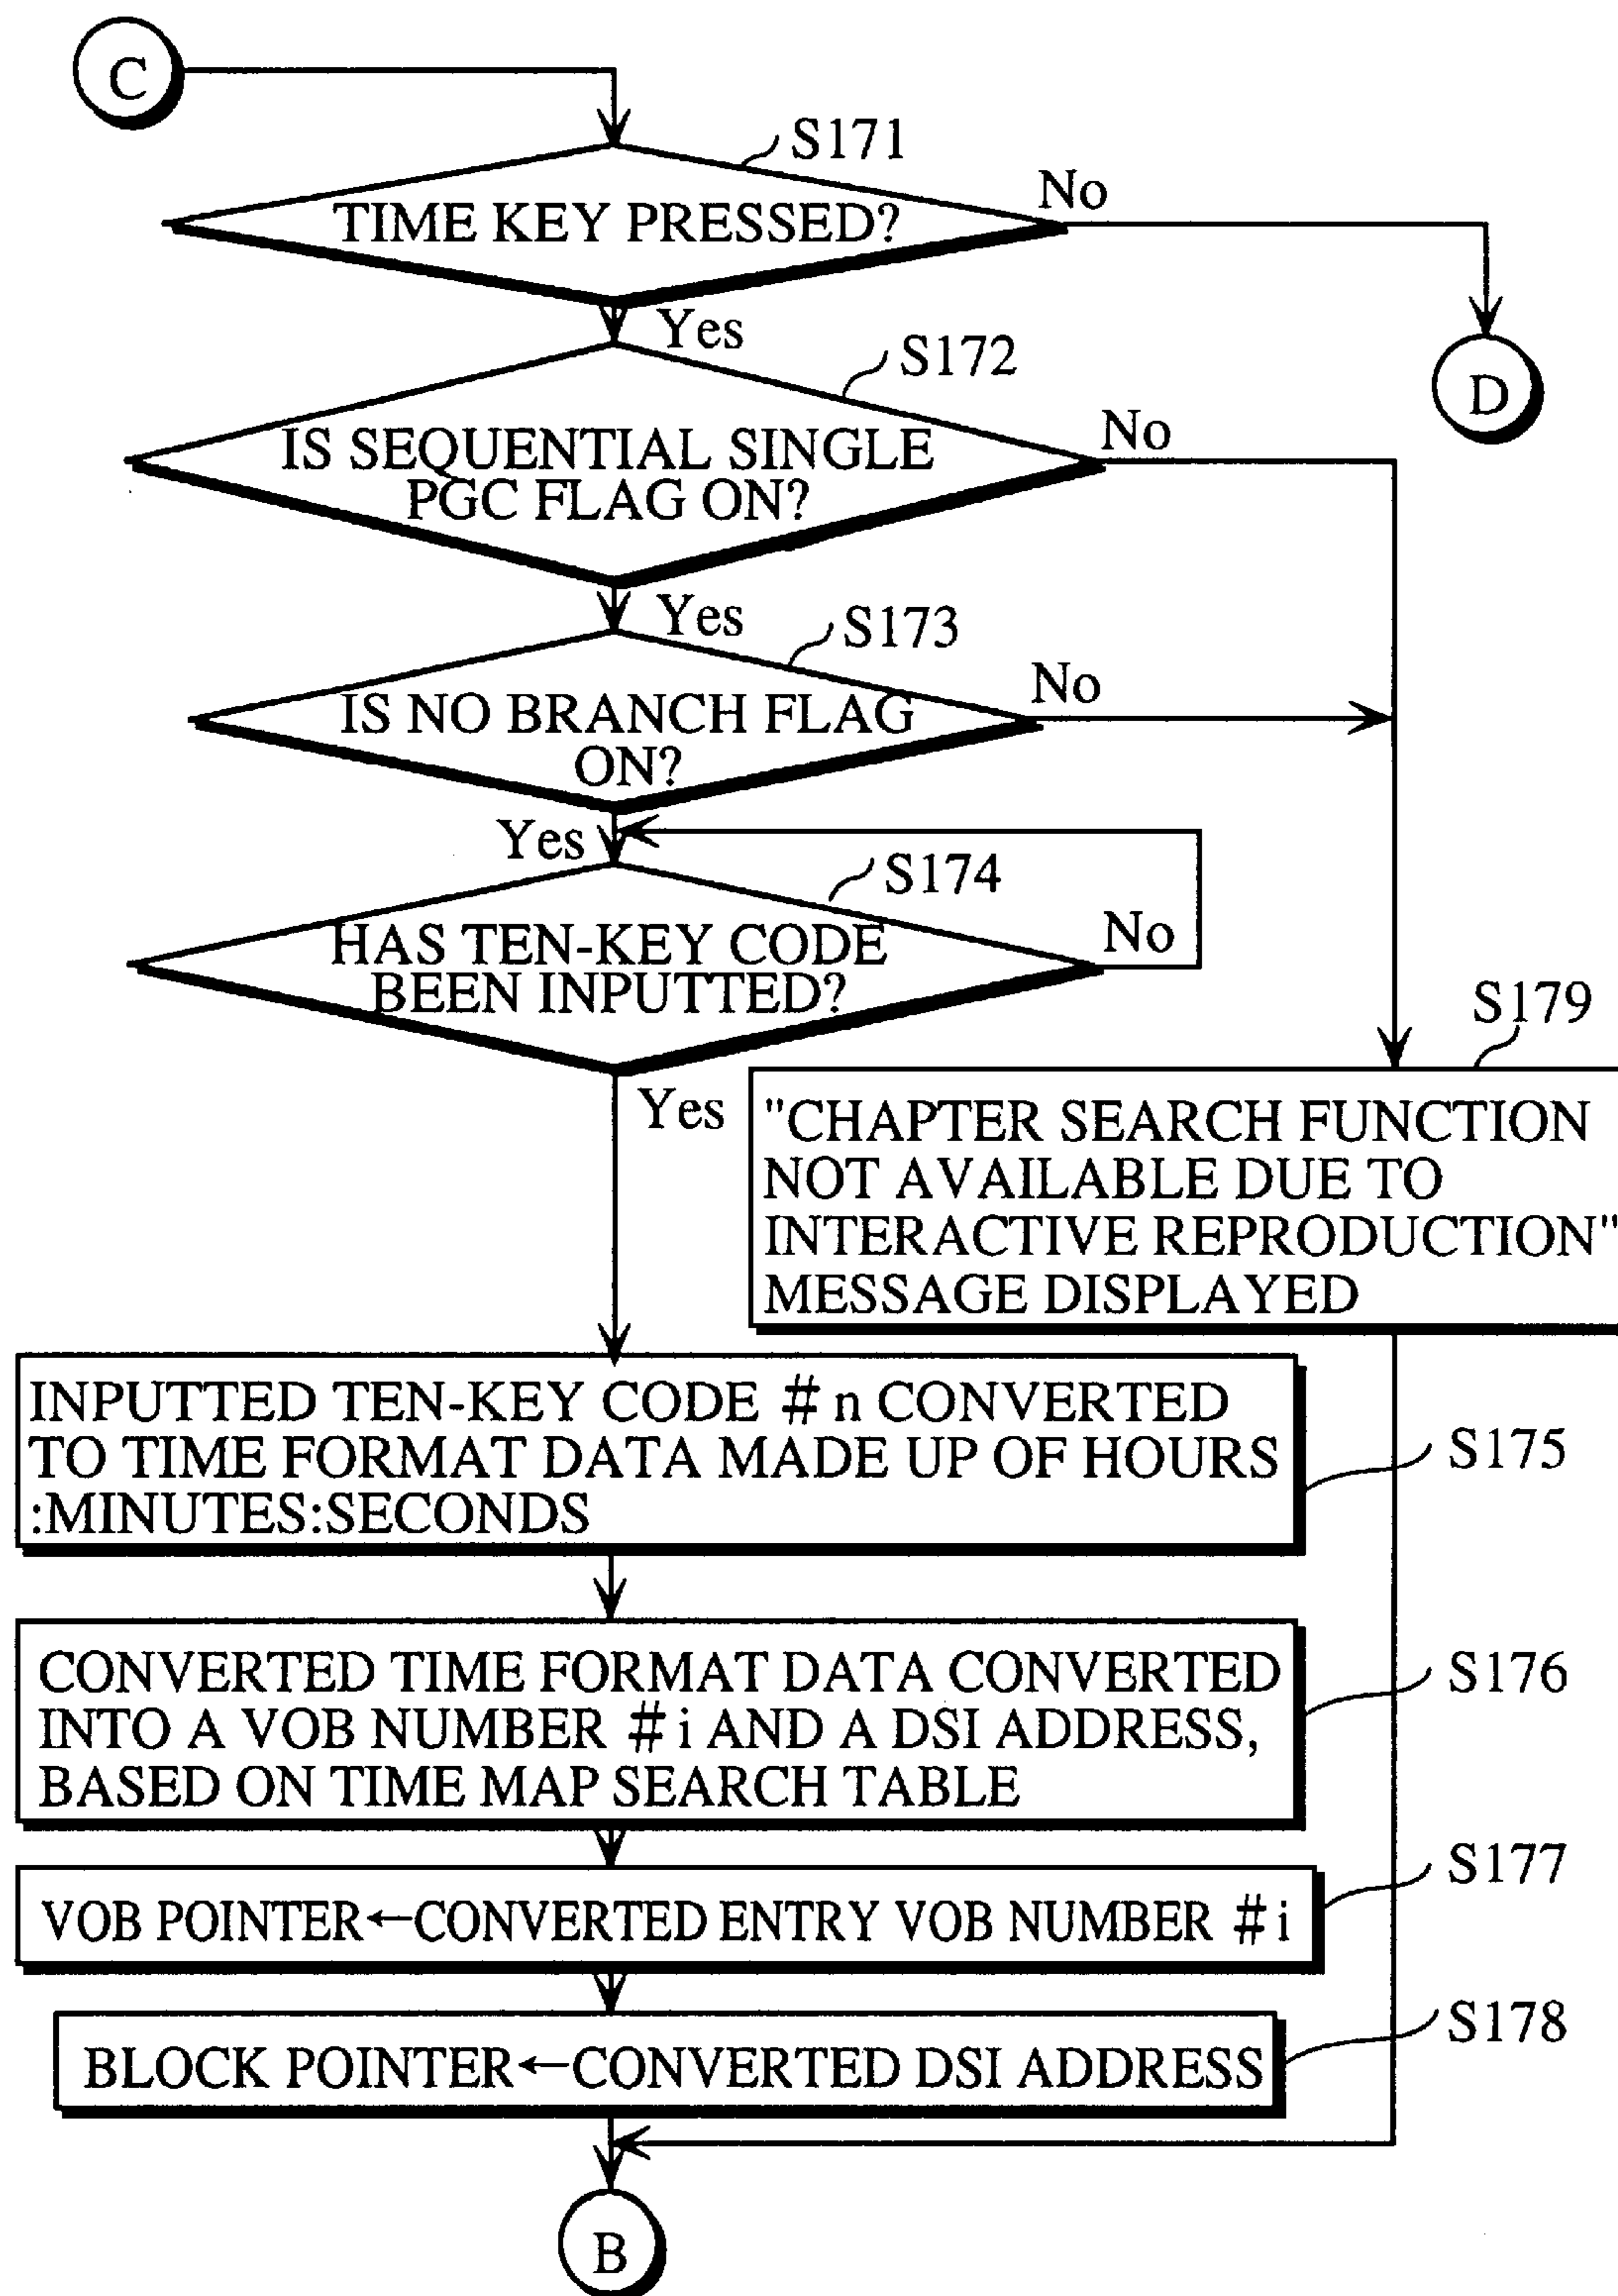 C
S171
TIME KEY PRESSED?
No
Yes
D
S172
IS SEQUENTIAL SINGLE
PGC FLAG ON?
No
Yes
S173
IS NO BRANCH FLAG
ON?
No
Yes
S174
HAS TEN-KEY CODE
BEEN INPUTTED?
No
Yes
S179
"CHAPTER SEARCH FUNCTION
NOT AVAILABLE DUE TO
INTERACTIVE REPRODUCTION"
MESSAGE DISPLAYED
INPUTTED TEN-KEY CODE #n CONVERTED
TO TIME FORMAT DATA MADE UP OF HOURS
:MINUTES:SECONDS
S175
CONVERTED TIME FORMAT DATA CONVERTED
INTO A VOB NUMBER #i AND A DSI ADDRESS,
BASED ON TIME MAP SEARCH TABLE
S176
VOB POINTER←CONVERTED ENTRY VOB NUMBER #i
S177
BLOCK POINTER←CONVERTED DSI ADDRESS
S178
B